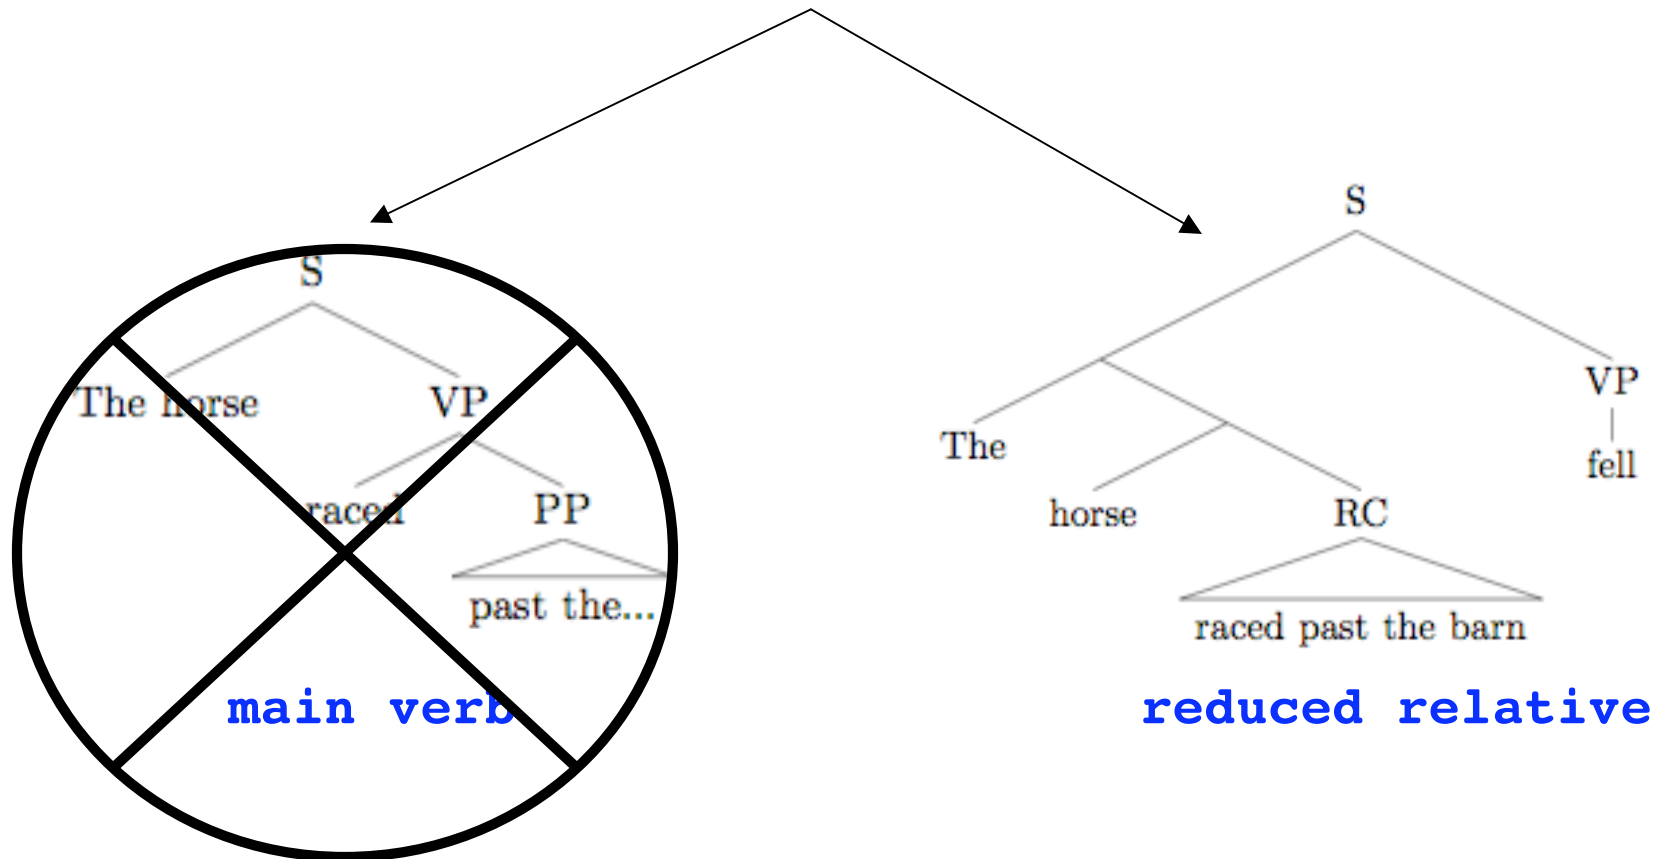 S
The horse
VP
raced
PP
past the...
main verb
S
The
horse
RC
raced past the barn
VP
fell
reduced relative